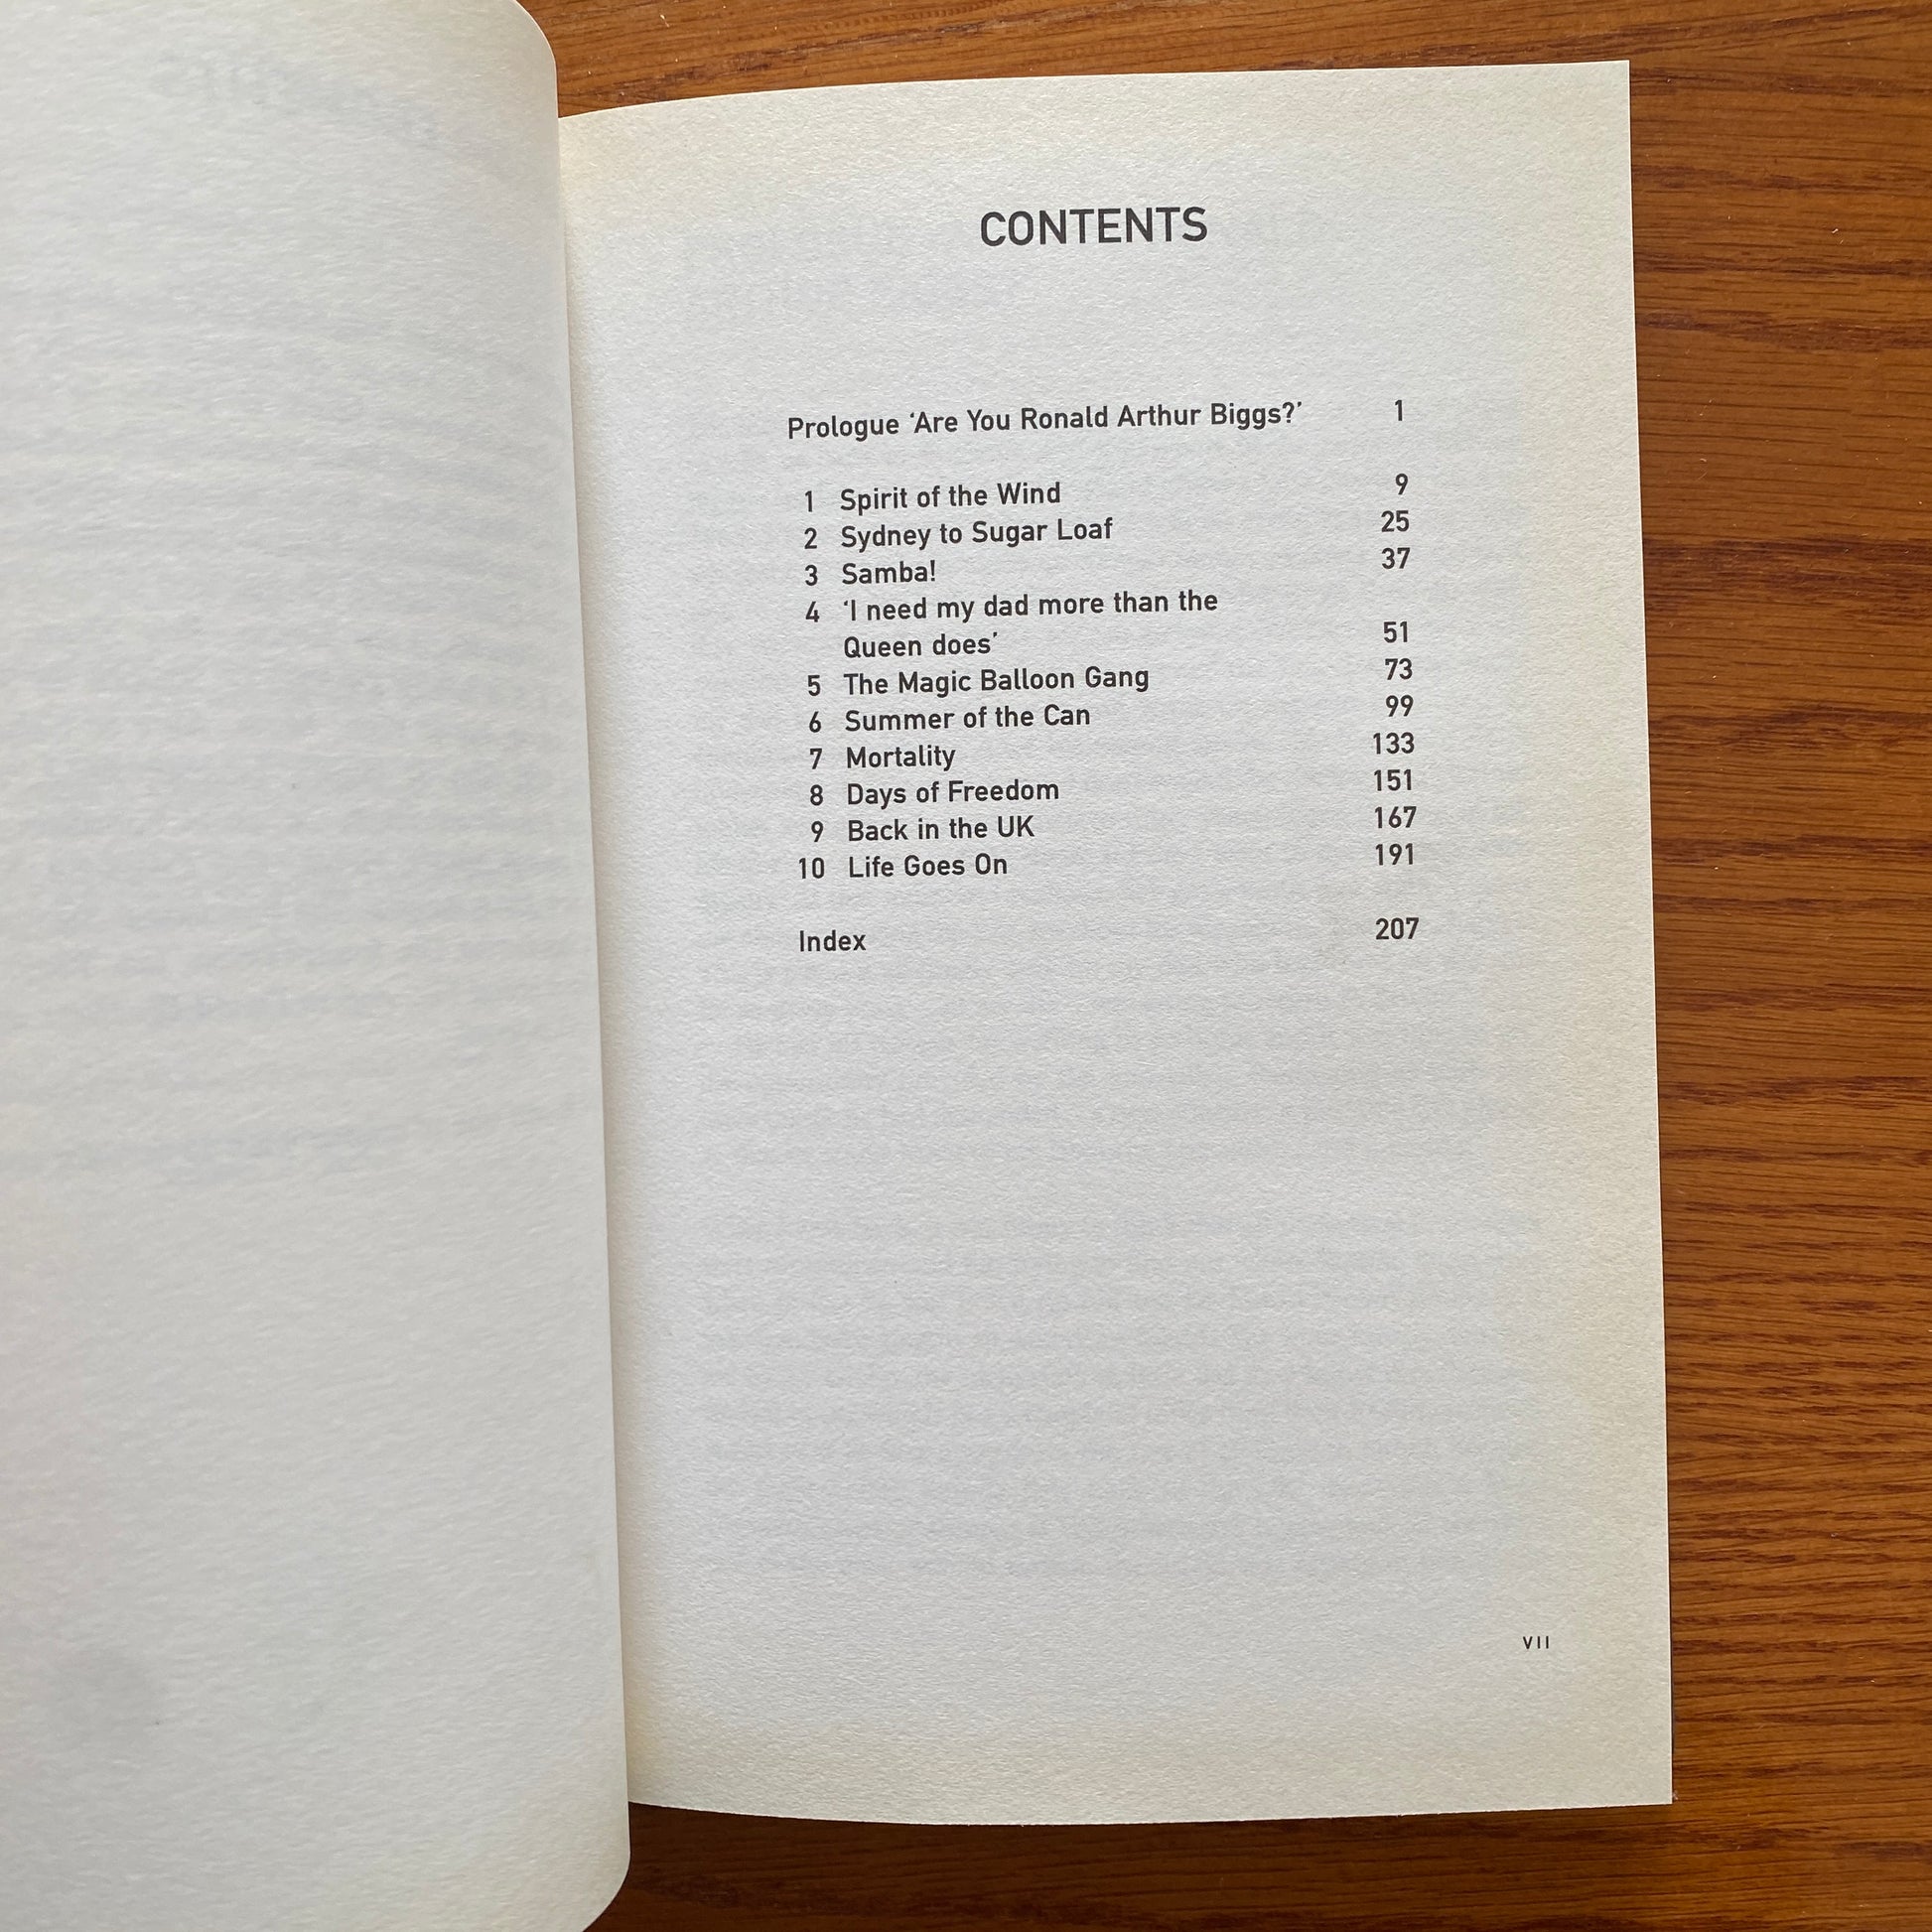 CONTENTS
Prologue ‘Are You Ronald Arthur Biggs?’ 1
1 Spirit of the Wind 9
2 Sydney to Sugar Loaf 25
3 Samba! 37
4 ‘I need my dad more than the
Queen does’ 51
5 The Magic Balloon Gang 73
6 Summer of the Can 99
7 Mortality 133
8 Days of Freedom 151
9 Back in the UK 167
10 Life Goes On 191
Index 207
VII